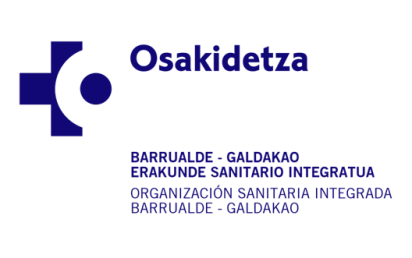 Osakidetza
BARRUALDE - GALDAKAO
ERAKUNDE SANITARIO INTEGRATUA
ORGANIZACIÓN SANITARIA INTEGRADA
BARRUALDE - GALDAKAO